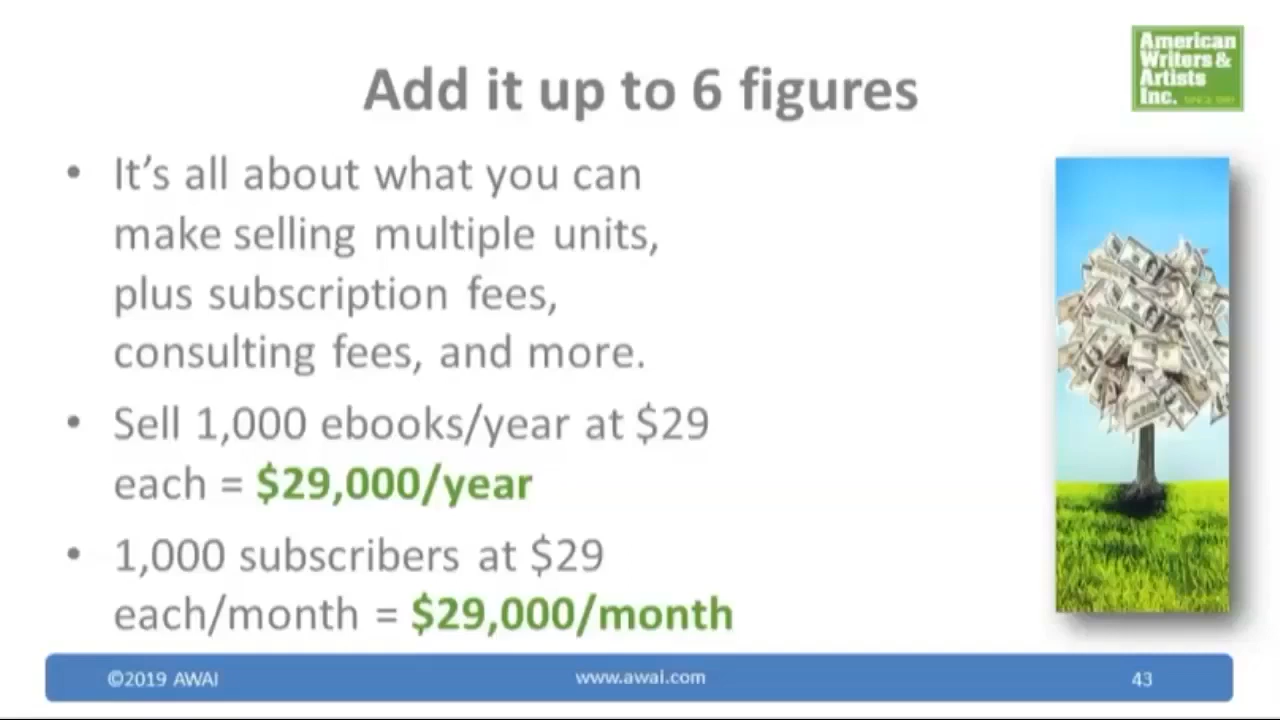 Add it up to 6 figures
American
Writers &
Artists
Inc.
• It's all about what you can
make selling multiple units,
plus subscription fees,
consulting fees, and more.
• Sell 1,000 ebooks/year at $29
each = $29,000/year
• 1,000 subscribers at $29
each/month = $29,000/month
©2019 AWAI
www.awai.com
43